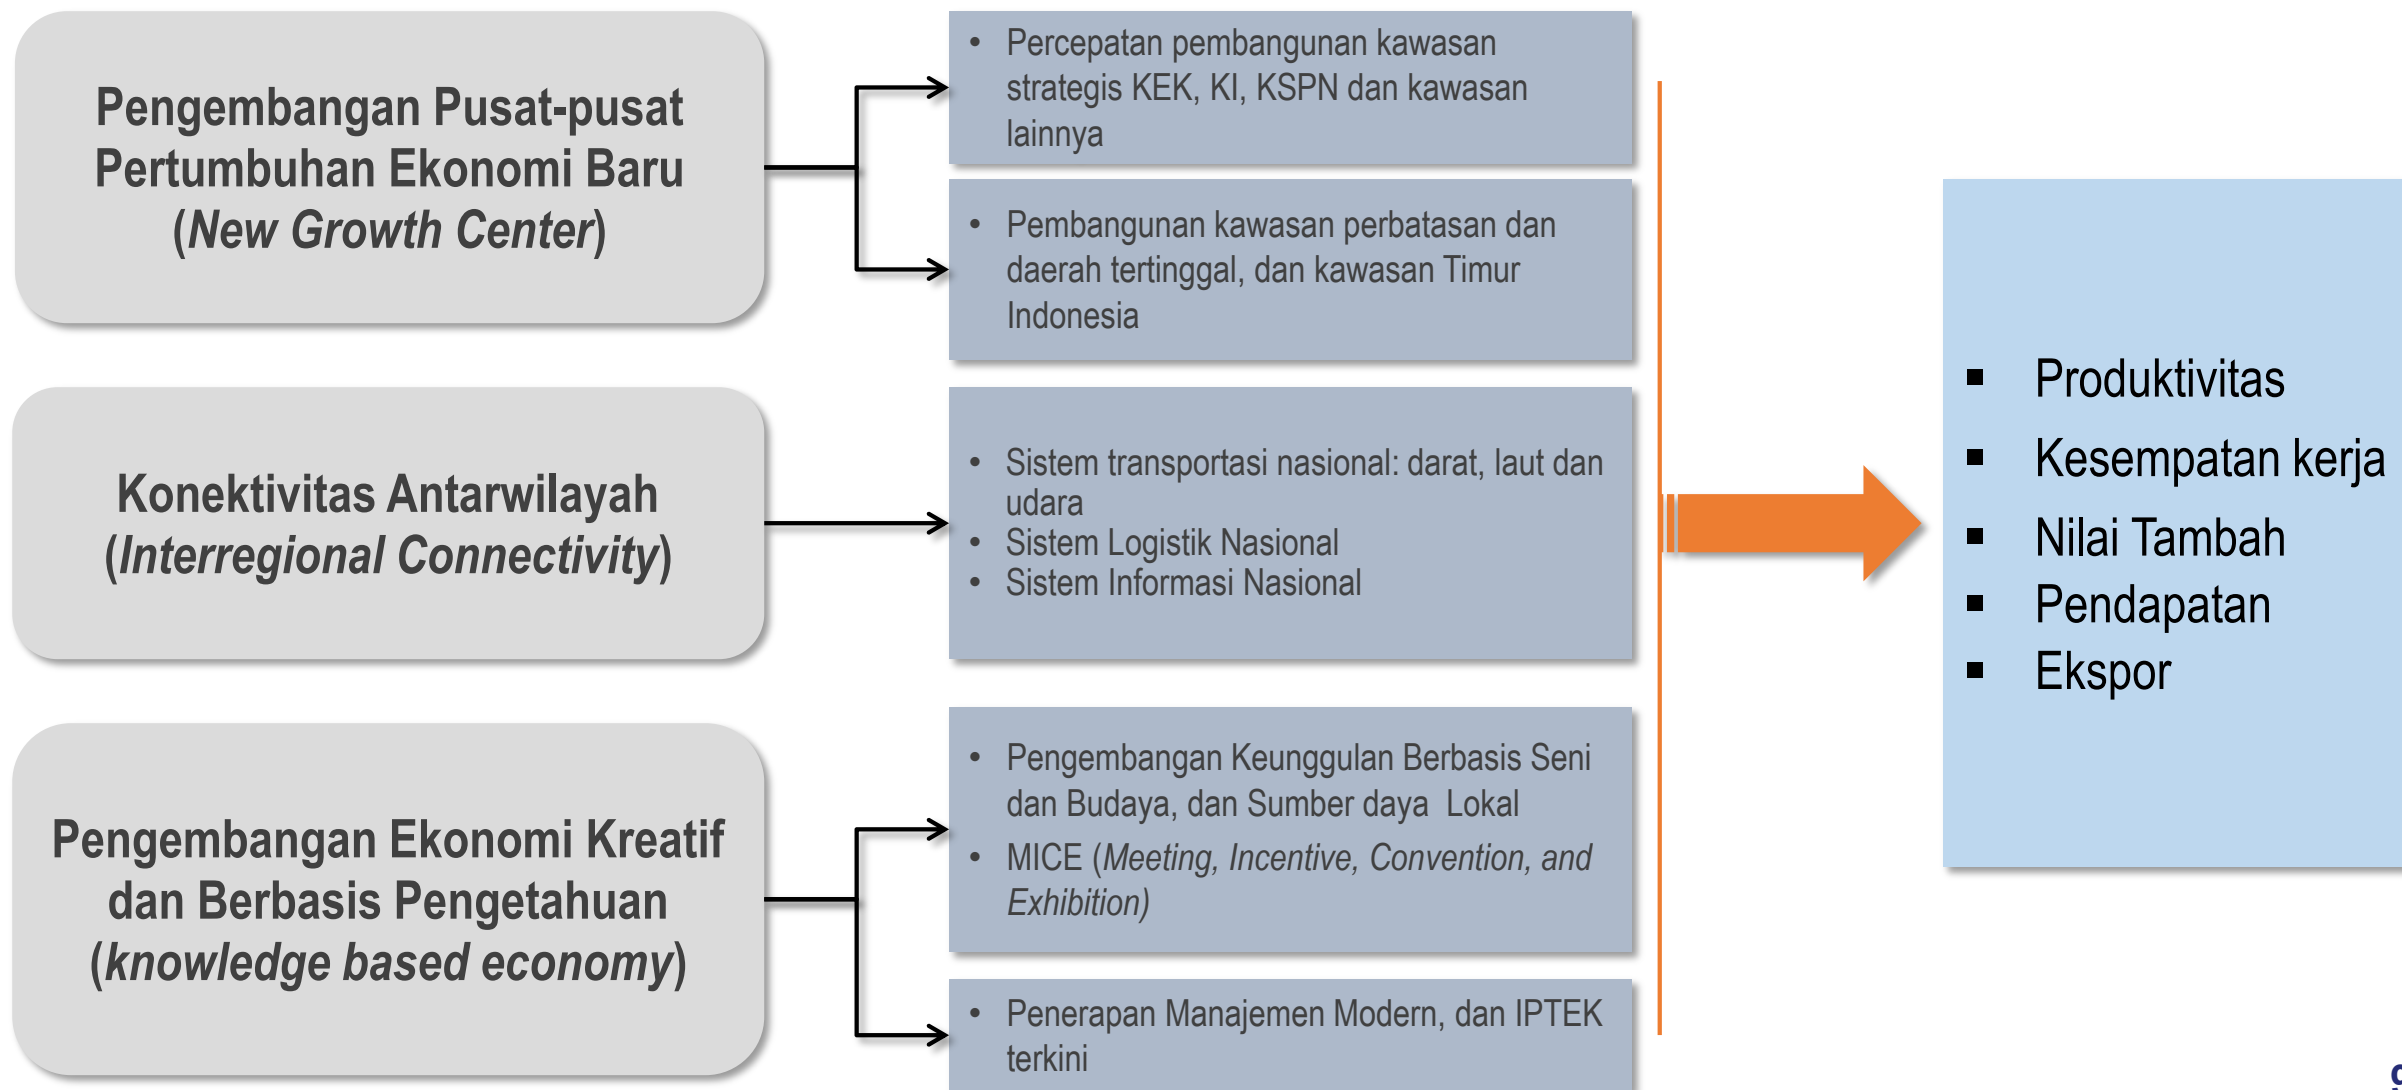 Pengembangan Pusat-pusat
Pertumbuhan Ekonomi Baru
(New Growth Center)
• Percepatan pembangunan kawasan
strategis KEK, KI, KSPN dan kawasan
lainnya
• Pembangunan kawasan perbatasan dan
daerah tertinggal, dan kawasan Timur
Indonesia
Konektivitas Antarwilayah
(Interregional Connectivity)
• Sistem transportasi nasional: darat, laut dan
udara
• Sistem Logistik Nasional
• Sistem Informasi Nasional
Pengembangan Ekonomi Kreatif
dan Berbasis Pengetahuan
(knowledge based economy)
• Pengembangan Keunggulan Berbasis Seni
dan Budaya, dan Sumber daya Lokal
• MICE (Meeting, Incentive, Convention, and
Exhibition)
• Penerapan Manajemen Modern, dan IPTEK
terkini
▪ Produktivitas
▪ Kesempatan kerja
▪ Nilai Tambah
▪ Pendapatan
▪ Ekspor